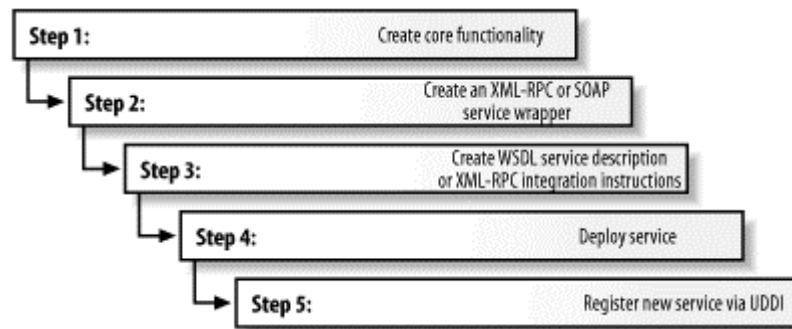 Step 1: Create core functionality
Step 2: Create an XML-RPC or SOAP
service wrapper
Step 3: Create WSDL service description
or XML-RPC integration instructions
Step 4: Deploy service
Step 5: Register new service via UDDI